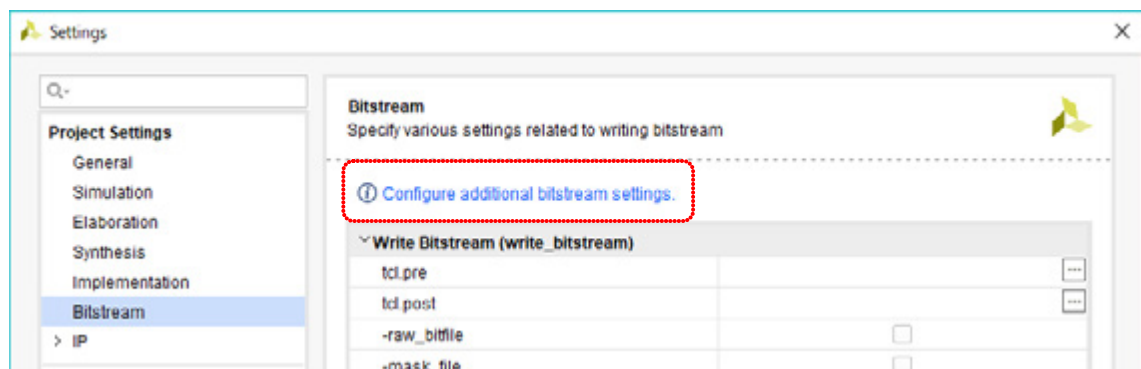 Settings
Project Settings
General
Simulation
Elaboration
Synthesis
Implementation
Bitstream
IP
Bitstream
Specify various settings related to writing bitstream
Configure additional bitstream settings.
Write Bitstream (write_bitstream)
tcl.pre
tcl.post
-raw_bitfile
-mask_file